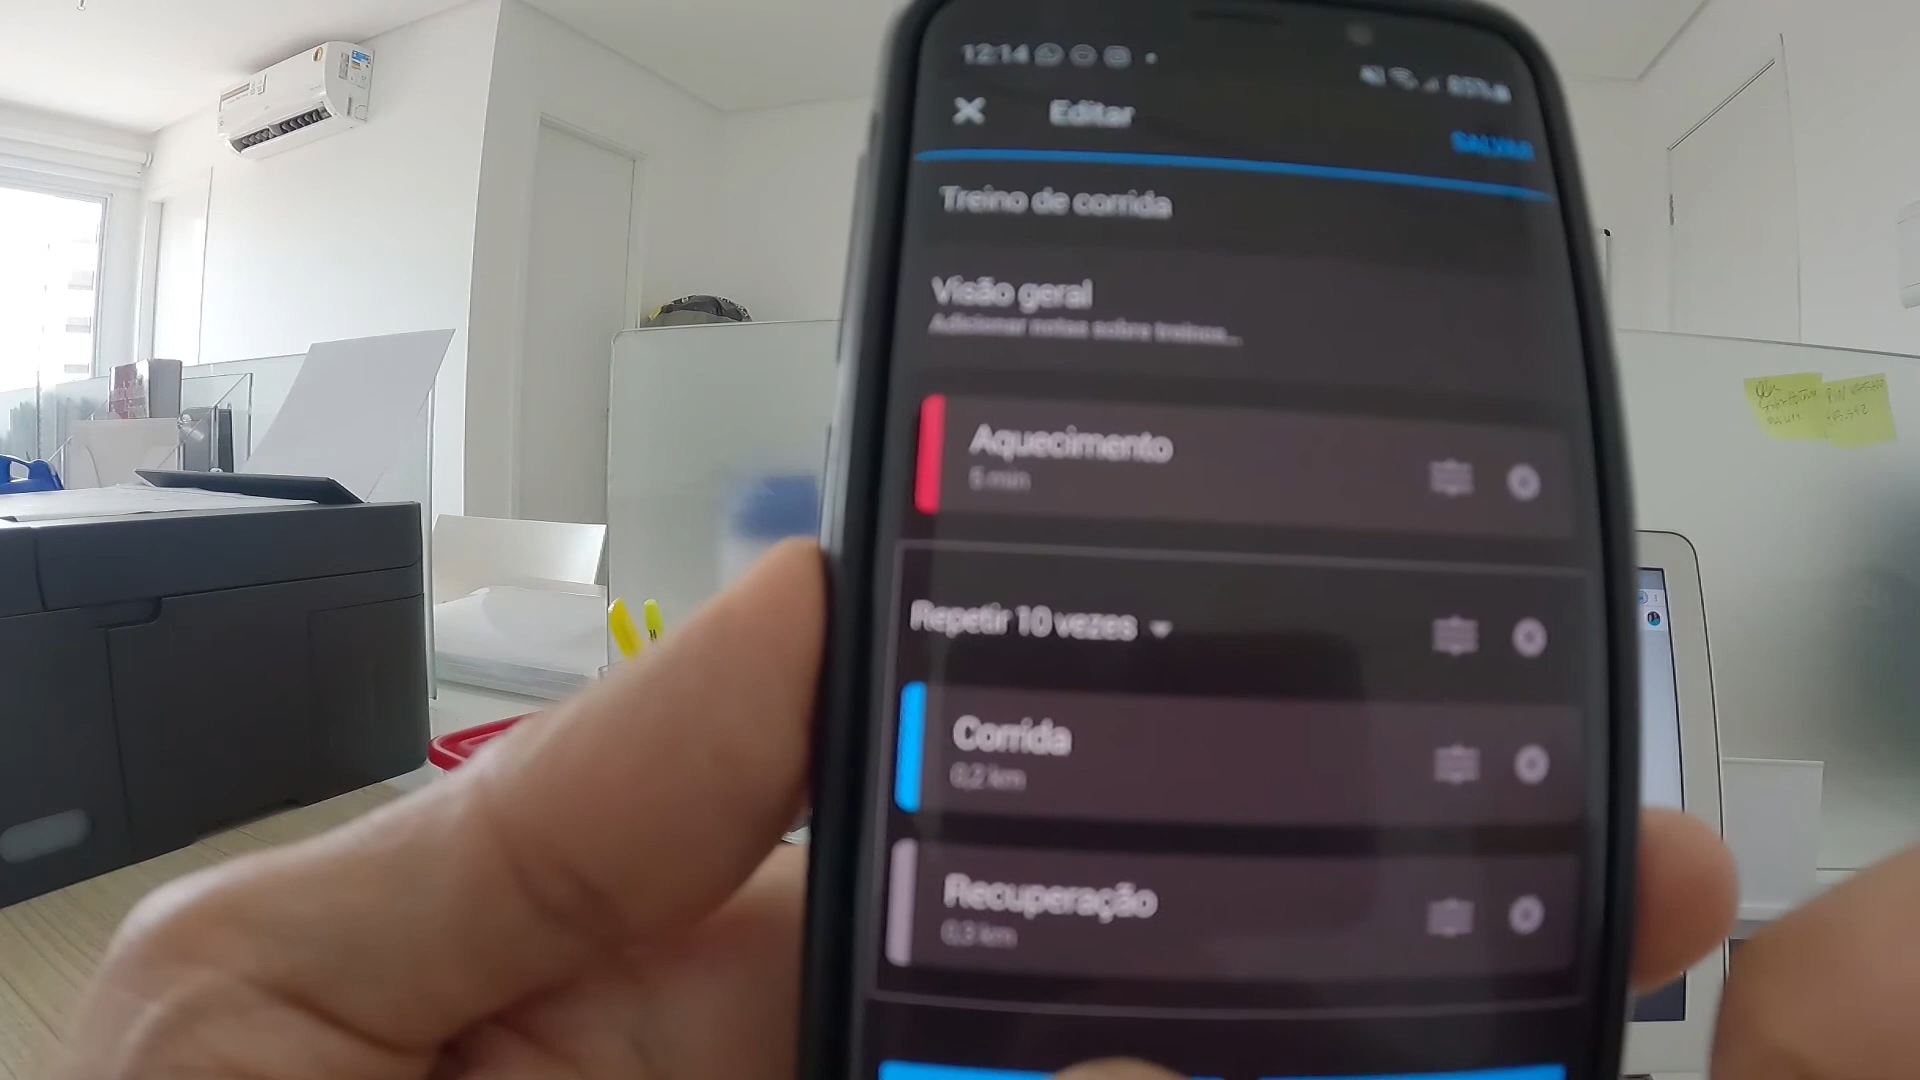 12:14
85%
Editar
SALVAR
Treino de corrida
Visão geral
Adicionar notas sobre treinos...
Aquecimento
5 min
Repetir 10 vezes
Corrida
0,2 km
Recuperação
0,3 km